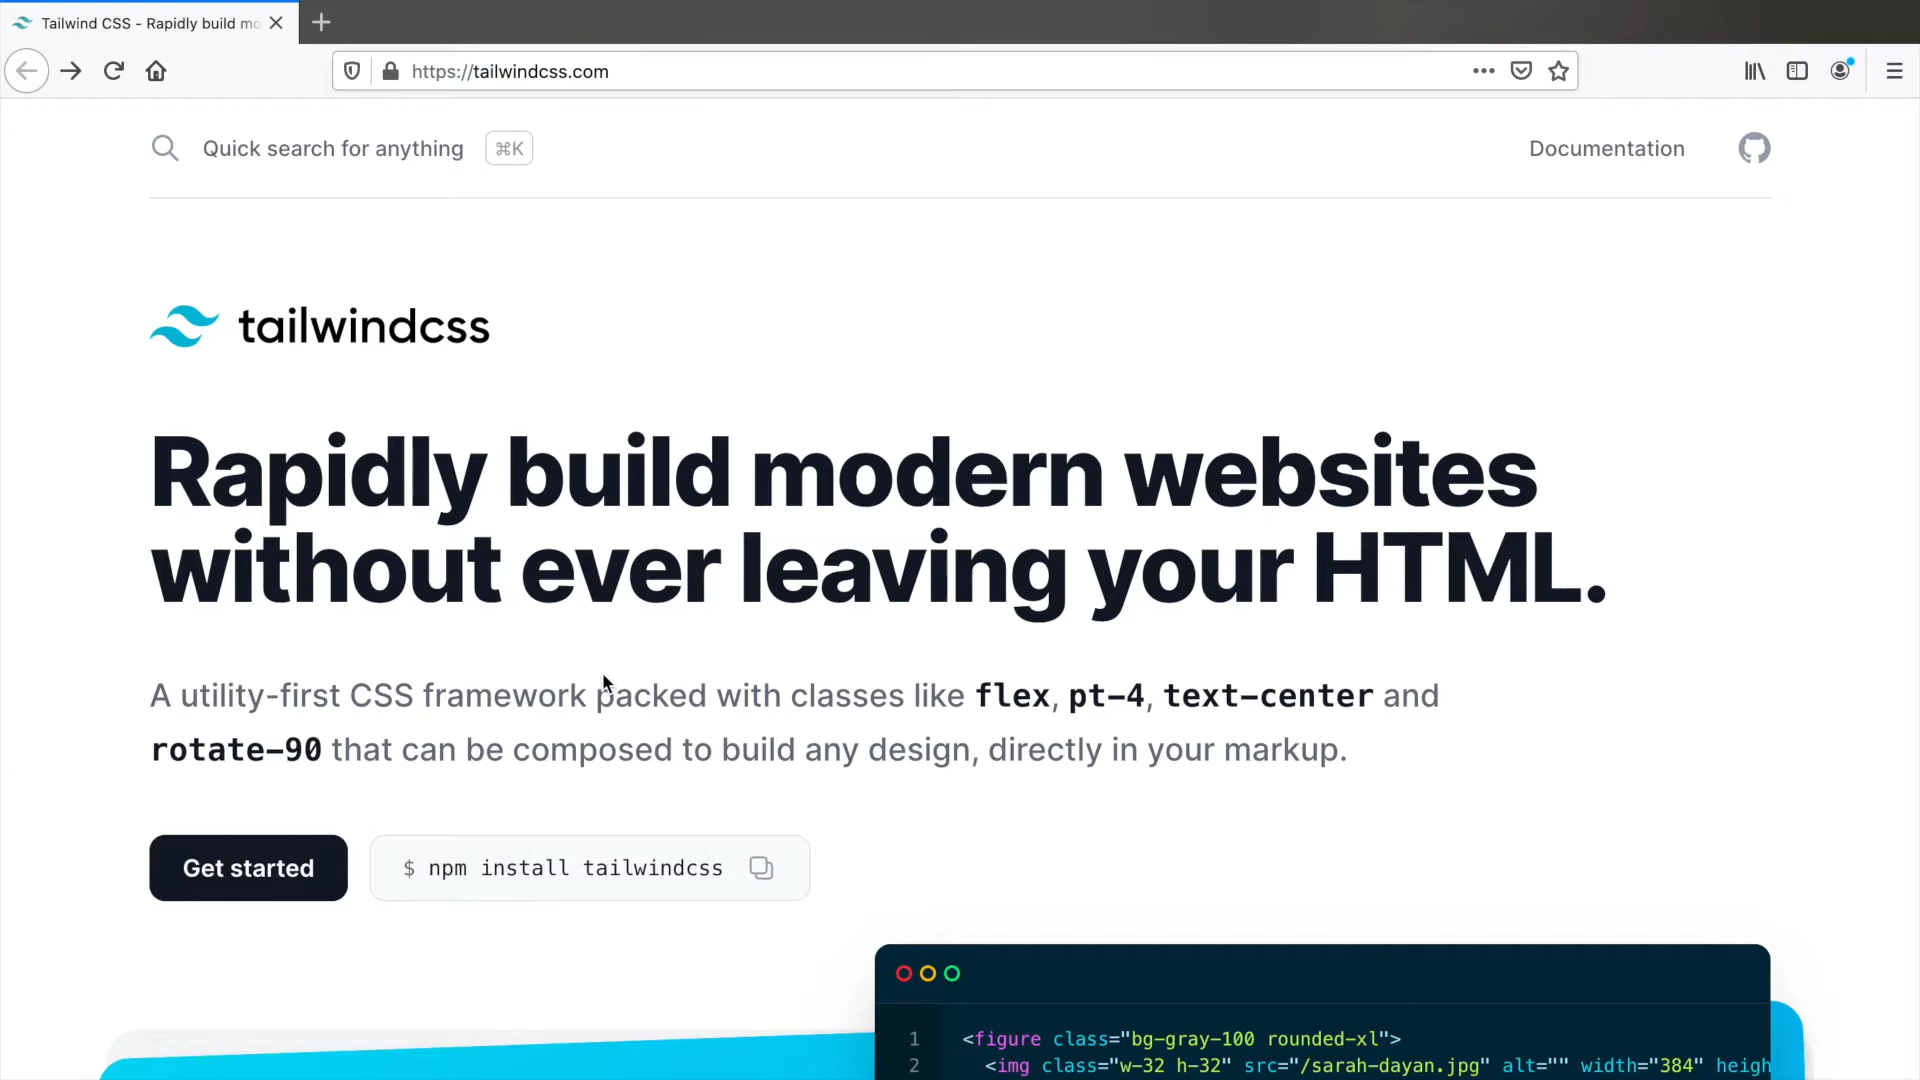 Tailwind CSS - Rapidly build mo
https://tailwindcss.com
Quick search for anything ⌘K
Documentation
tailwindcss
Rapidly build modern websites
without ever leaving your HTML.
A utility-first CSS framework packed with classes like flex, pt-4, text-center and
rotate-90 that can be composed to build any design, directly in your markup.
Get started
$ npm install tailwindcss
1 <figure class="bg-gray-100 rounded-xl">
2 <img class="w-32 h-32" src="/sarah-dayan.jpg" alt="" width="384" heigh